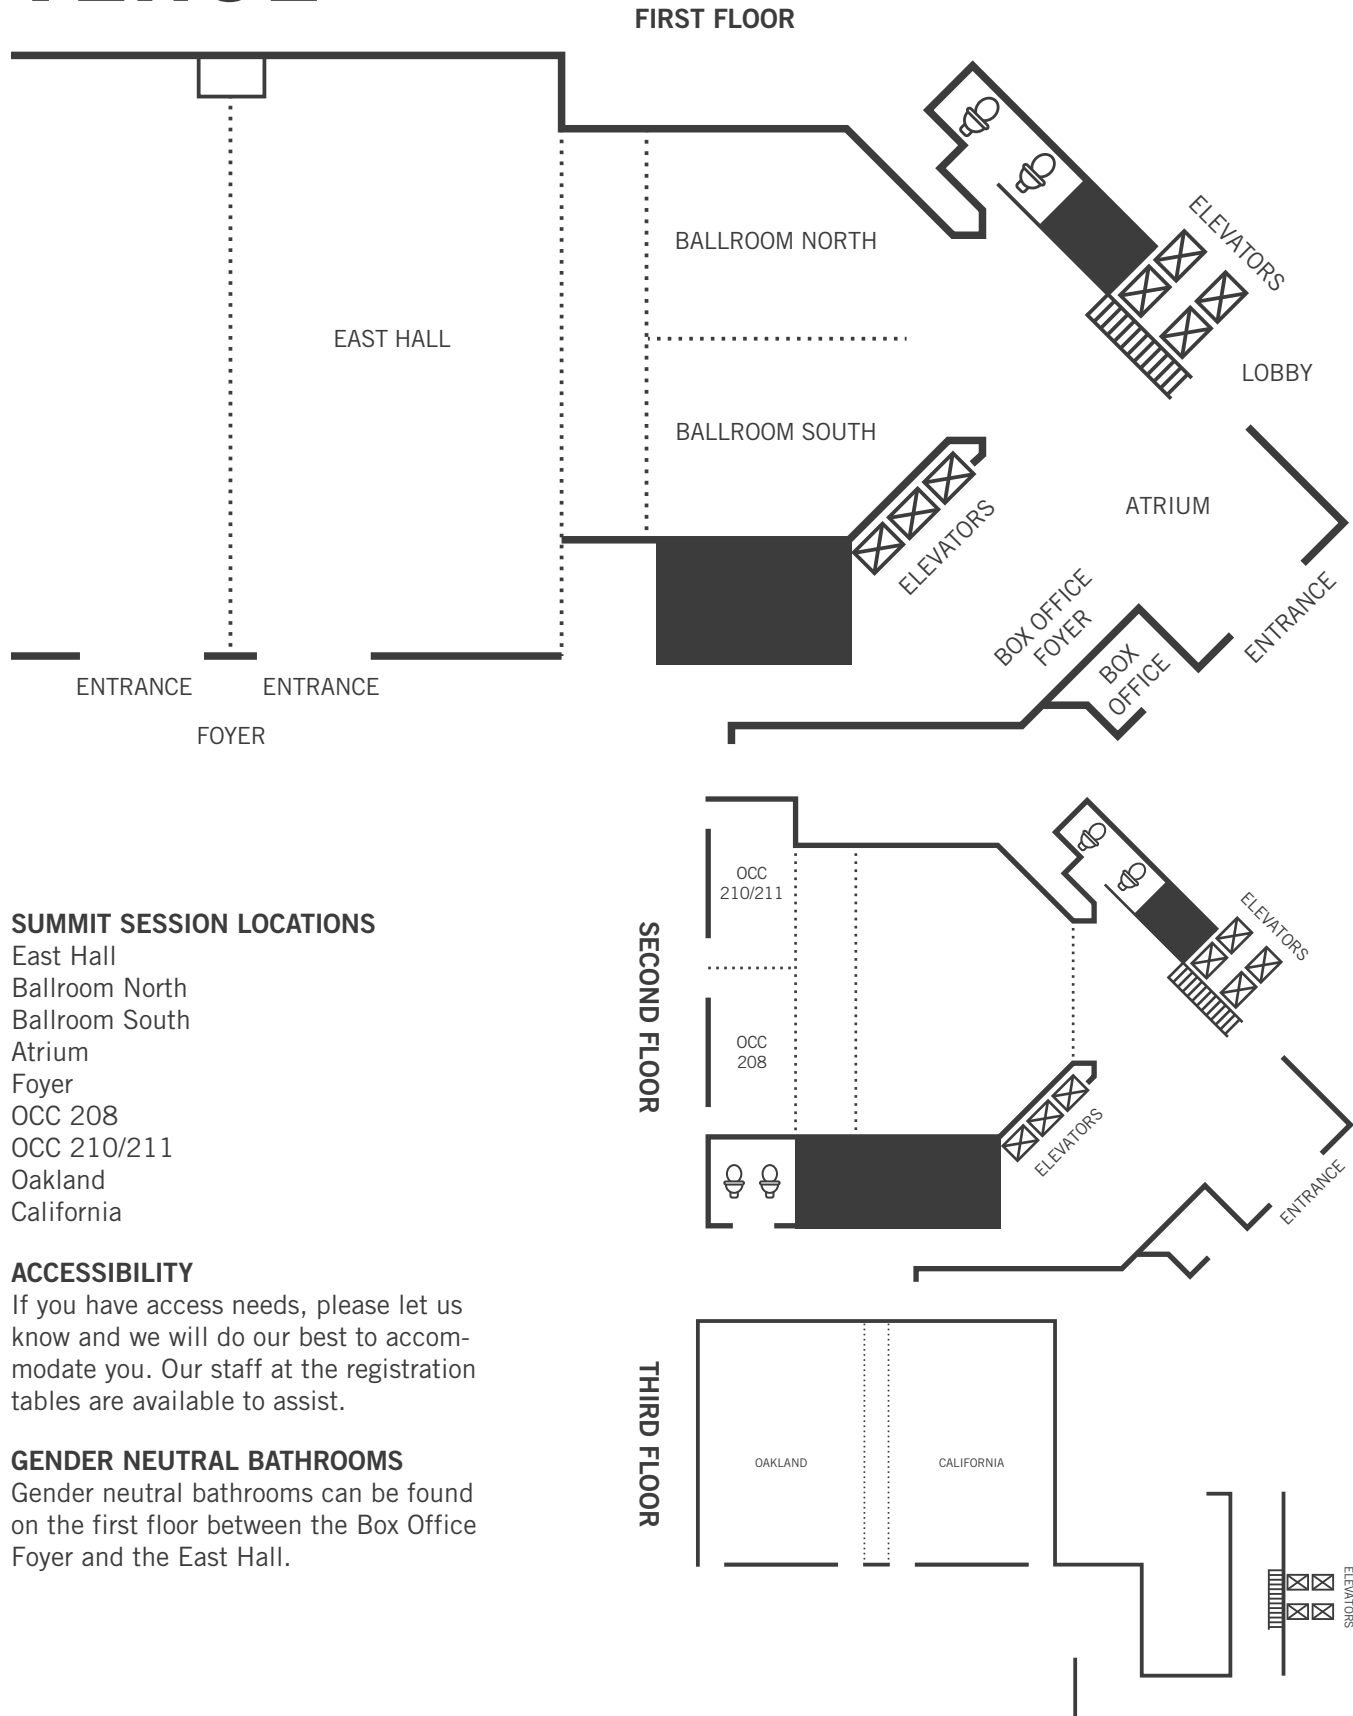 FIRST FLOOR
BALLROOM NORTH
ELEVATORS
EAST HALL
LOBBY
BALLROOM SOUTH
ELEVATORS
ATRIUM
BOX OFFICE
FOYER
BOX
OFFICE
ENTRANCE
ENTRANCE
ENTRANCE
FOYER
SUMMIT SESSION LOCATIONS
East Hall
Ballroom North
Ballroom South
Atrium
Foyer
OCC 208
OCC 210/211
Oakland
California
ACCESSIBILITY
If you have access needs, please let us
know and we will do our best to accom-
modate you. Our staff at the registration
tables are available to assist.
GENDER NEUTRAL BATHROOMS
Gender neutral bathrooms can be found
on the first floor between the Box Office
Foyer and the East Hall.
SECOND FLOOR
OCC
210/211
OCC
208
ELEVATORS
ELEVATORS
ENTRANCE
THIRD FLOOR
OAKLAND
CALIFORNIA
ELEVATORS